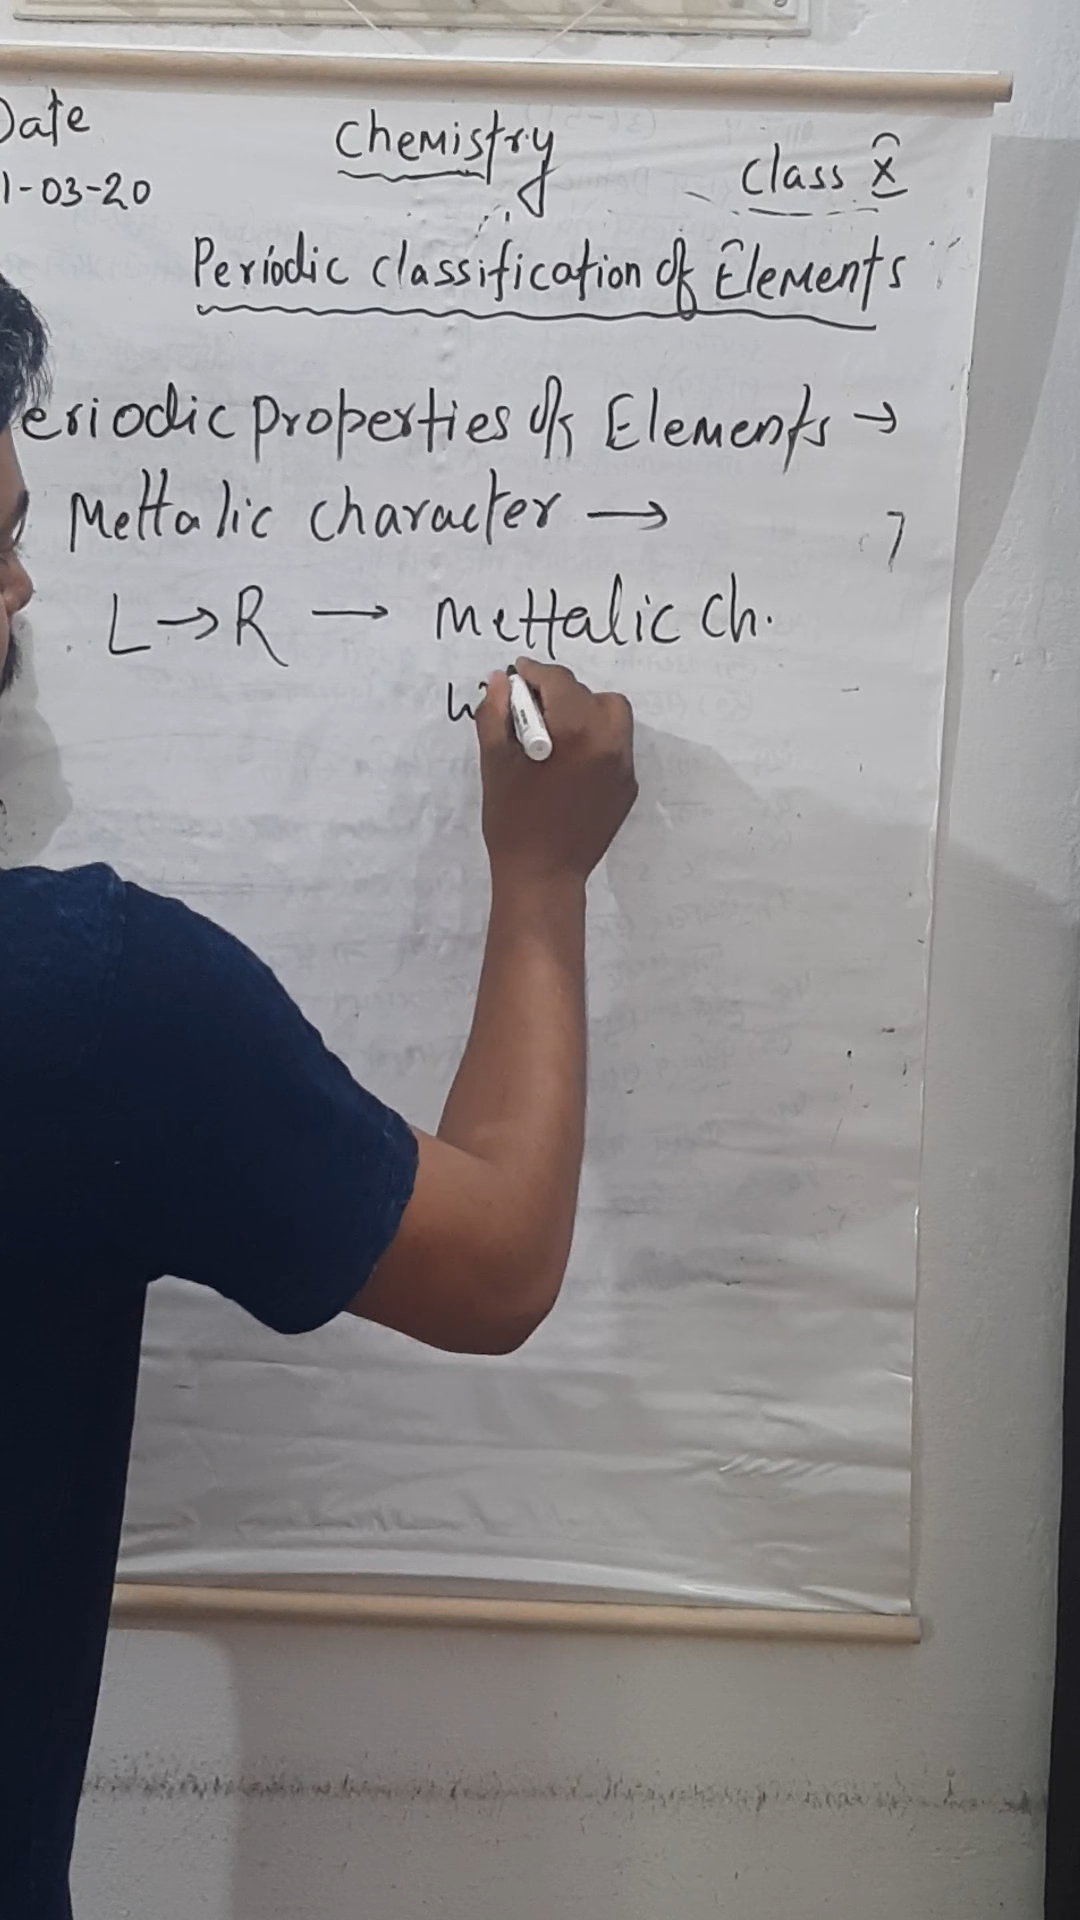 Date
1-03-20
Chemistry
Class X
Periodic classification of Elements
eriodic properties of Elements →
Mettalic character →
L → R → Mettalic Ch.